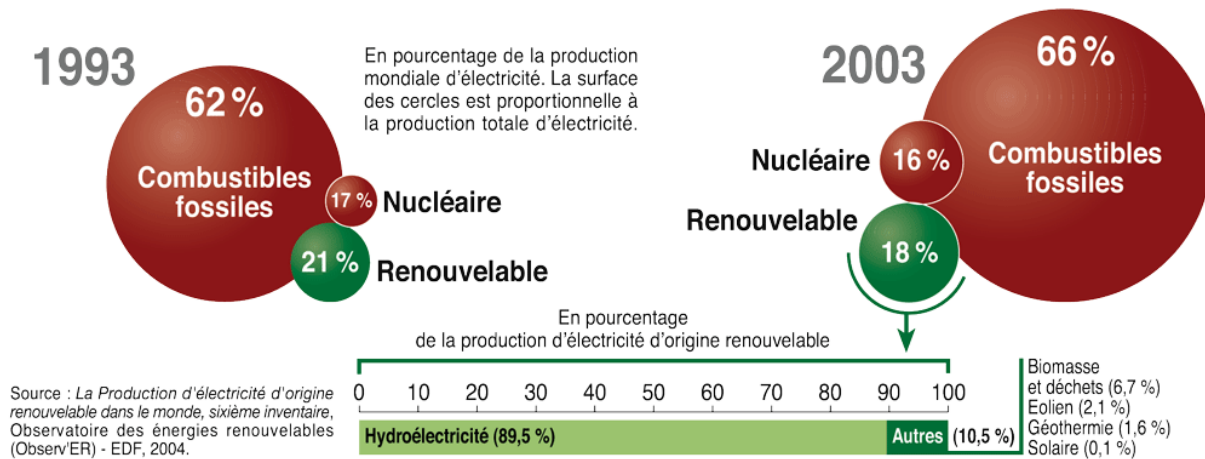 1993
62 %
Combustibles
fossiles
17 %
Nucléaire
21 %
Renouvelable
En pourcentage de la production
mondiale d'électricité. La surface
des cercles est proportionnelle à
la production totale d'électricité.
2003
66 %
Combustibles
fossiles
Nucléaire
16 %
Renouvelable
18 %
En pourcentage
de la production d'électricité d'origine renouvelable
0 10 20 30 40 50 60 70 80 90 100
Hydroélectricité (89,5 %)
Autres (10,5 %)
Biomasse
et déchets (6,7 %)
Eolien (2,1 %)
Géothermie (1,6 %)
Solaire (0,1 %)
Source : La Production d'électricité d'origine
renouvelable dans le monde, sixième inventaire,
Observatoire des énergies renouvelables
(Observ'ER) - EDF, 2004.